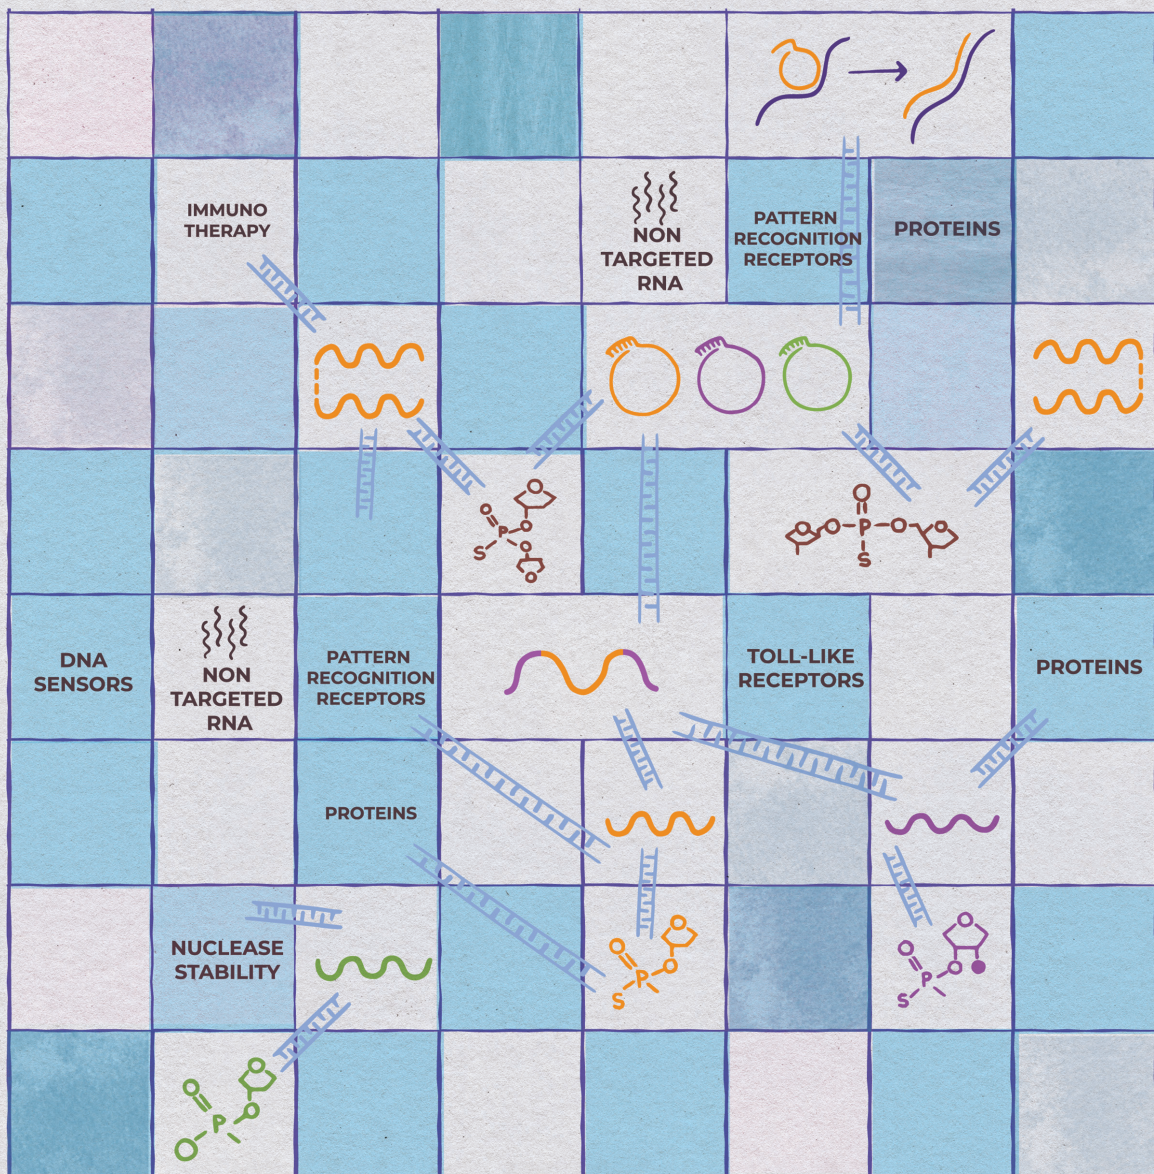 IMMUNO
THERAPY
NON
TARGETED
RNA
PATTERN
RECOGNITION
RECEPTORS
PROTEINS
O
O
P
O
S
O
O
O
O
O
P
O
O
O
S
DNA
SENSORS
NON
TARGETED
RNA
PATTERN
RECOGNITION
RECEPTORS
TOLL-LIKE
RECEPTORS
PROTEINS
PROTEINS
NUCLEASE
STABILITY
O
O
P
O
S
O
O
P
O
S
O
O
P
O
O